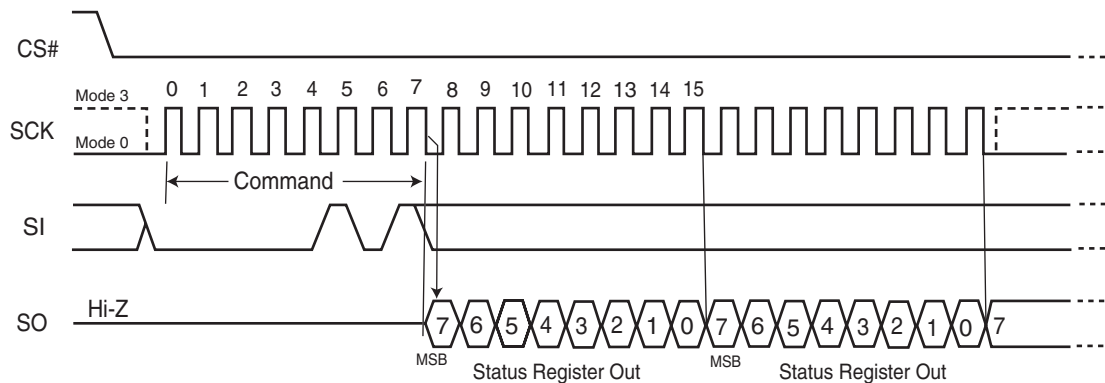 CS#
0 1 2 3 4 5 6 7 8 9 10 11 12 13 14 15
Mode 3
SCK
Mode 0
Command
SI
Hi-Z
SO
7 6 5 4 3 2 1 0 7 6 5 4 3 2 1 0 7
MSB Status Register Out MSB Status Register Out